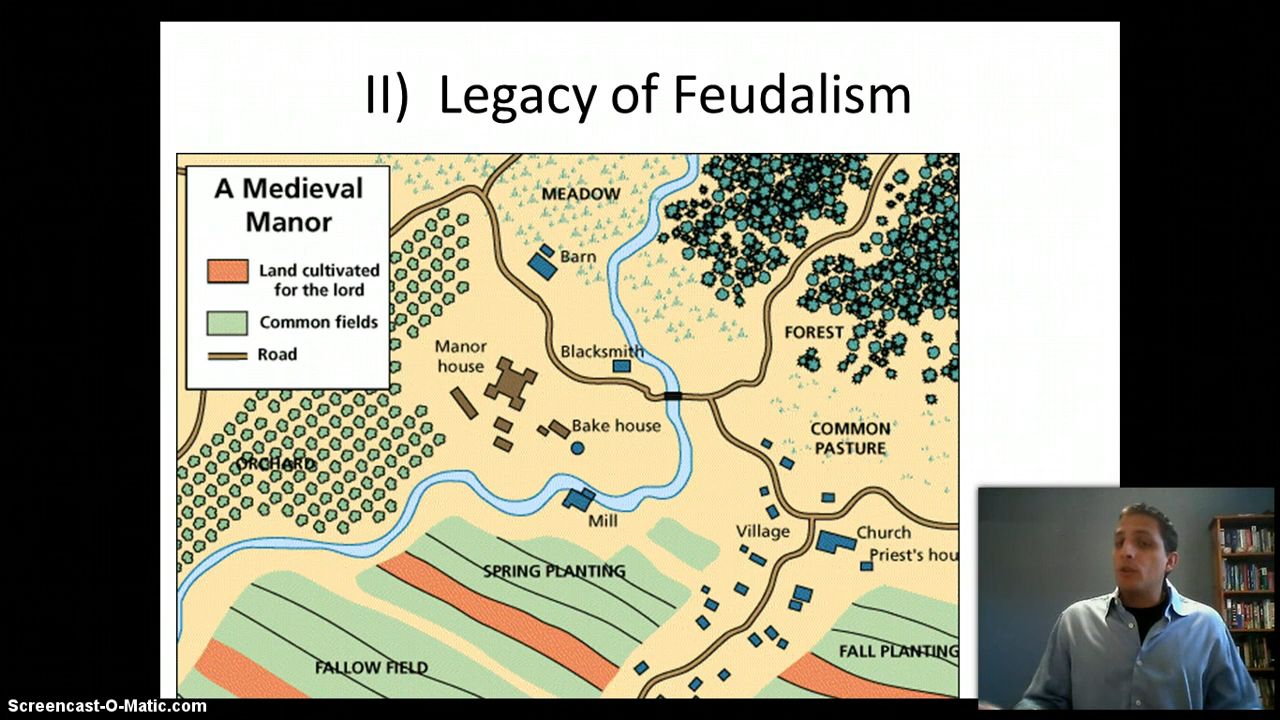 II) Legacy of Feudalism
A Medieval
Manor
Land cultivated
for the lord
Common fields
Road
MEADOW
Barn
FOREST
Manor
house
Blacksmith
Bake house
COMMON
PASTURE
ORCHARD
Mill
Village
Church
Priest's hou
SPRING PLANTING
FALL PLANTING
FALLOW FIELD
Screencast-O-Matic.com